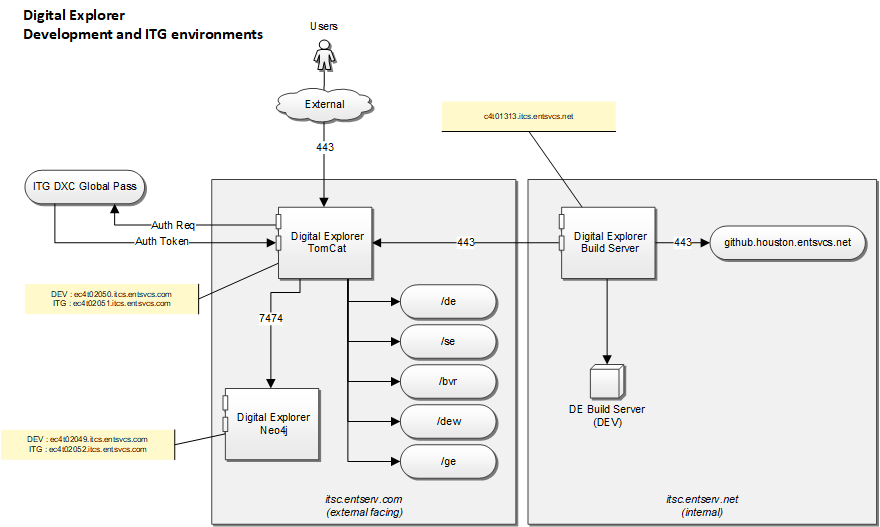 Digital Explorer
Development and ITG environments
Users
External
443
c4t01313.itcs.entsvcs.net
ITG DXC Global Pass
Auth Req
Auth Token
Digital Explorer
TomCat
443
Digital Explorer
Build Server
443
github.houston.entsvcs.net
DEV : ec4t02050.itcs.entsvcs.com
ITG : ec4t02051.itcs.entsvcs.com
7474
/de
/se
/bvr
/dew
/ge
Digital Explorer
Neo4j
DEV : ec4t02049.itcs.entsvcs.com
ITG : ec4t02052.itcs.entsvcs.com
DE Build Server
(DEV)
itsc.entserv.com
(external facing)
itsc.entserv.net
(internal)